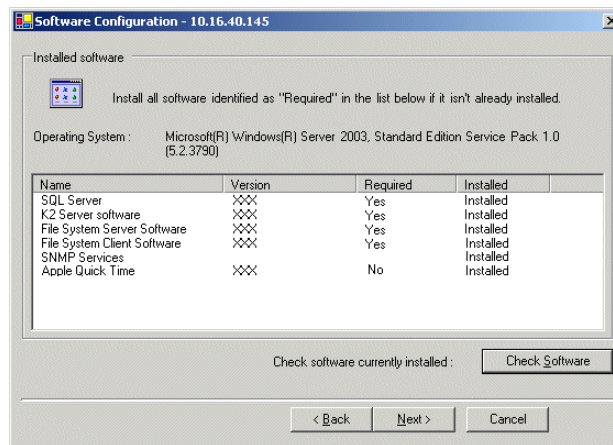 Software Configuration - 10.16.40.145
Installed software
Install all software identified as "Required" in the list below if it isn't already installed.
Operating System : Microsoft(R) Windows(R) Server 2003, Standard Edition Service Pack 1.0
(5.2.3790)
Name Version Required Installed
SQL Server XXX Yes Installed
K2 Server software XXX Yes Installed
File System Server Software XXX Yes Installed
File System Client Software XXX Yes Installed
SNMP Services Installed
Apple Quick Time XXX No Installed
Check software currently installed : Check Software
< Back Next > Cancel